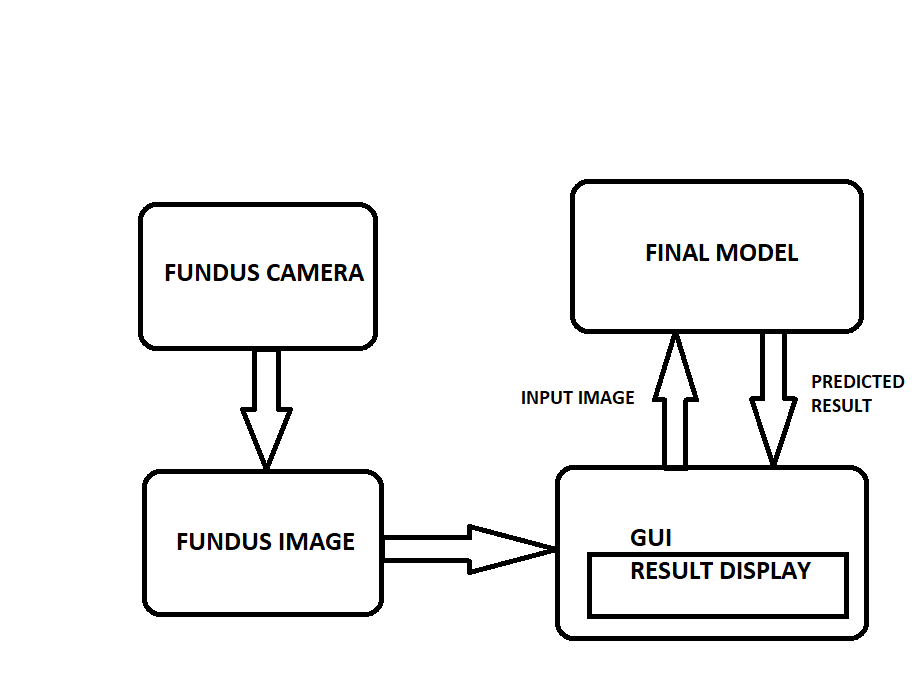 FUNDUS CAMERA
FINAL MODEL
INPUT IMAGE
PREDICTED
RESULT
FUNDUS IMAGE
GUI
RESULT DISPLAY